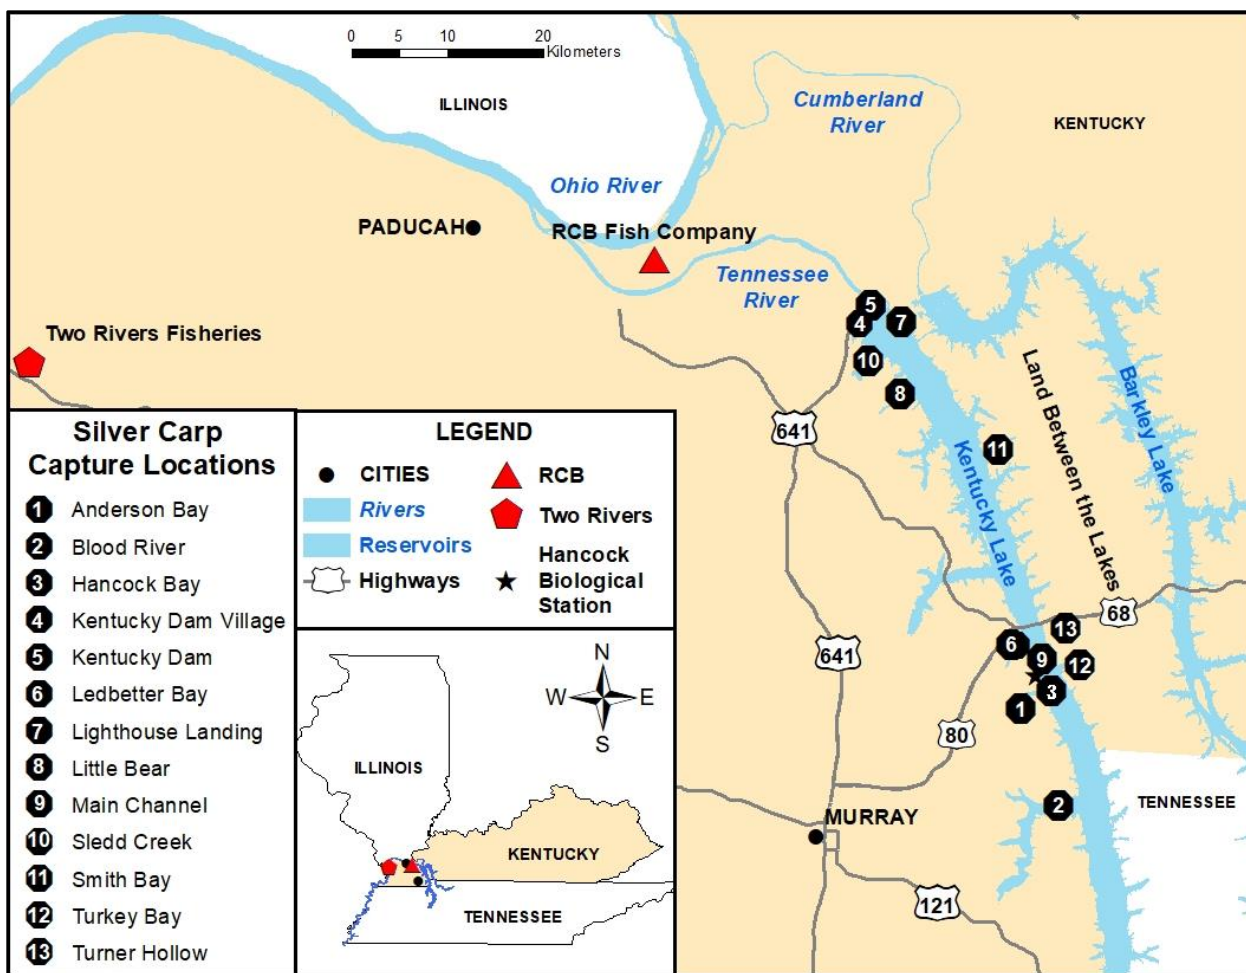 0 5 10 20
Kilometers
ILLINOIS
Cumberland
River
KENTUCKY
Ohio River
PADUCAH
RCB Fish Company
Tennessee
River
Two Rivers Fisheries
5
4
7
10
8
11
641
Kentucky Lake
Land Between the Lakes
Barkley Lake
68
13
6
9
12
641
3
1
80
2
TENNESSEE
MURRAY
121
Silver Carp
Capture Locations
1 Anderson Bay
2 Blood River
3 Hancock Bay
4 Kentucky Dam Village
5 Kentucky Dam
6 Ledbetter Bay
7 Lighthouse Landing
8 Little Bear
9 Main Channel
10 Sledd Creek
11 Smith Bay
12 Turkey Bay
13 Turner Hollow
LEGEND
CITIES
Rivers
Reservoirs
Highways
RCB
Two Rivers
Hancock
Biological
Station
N
W E
S
ILLINOIS
KENTUCKY
TENNESSEE